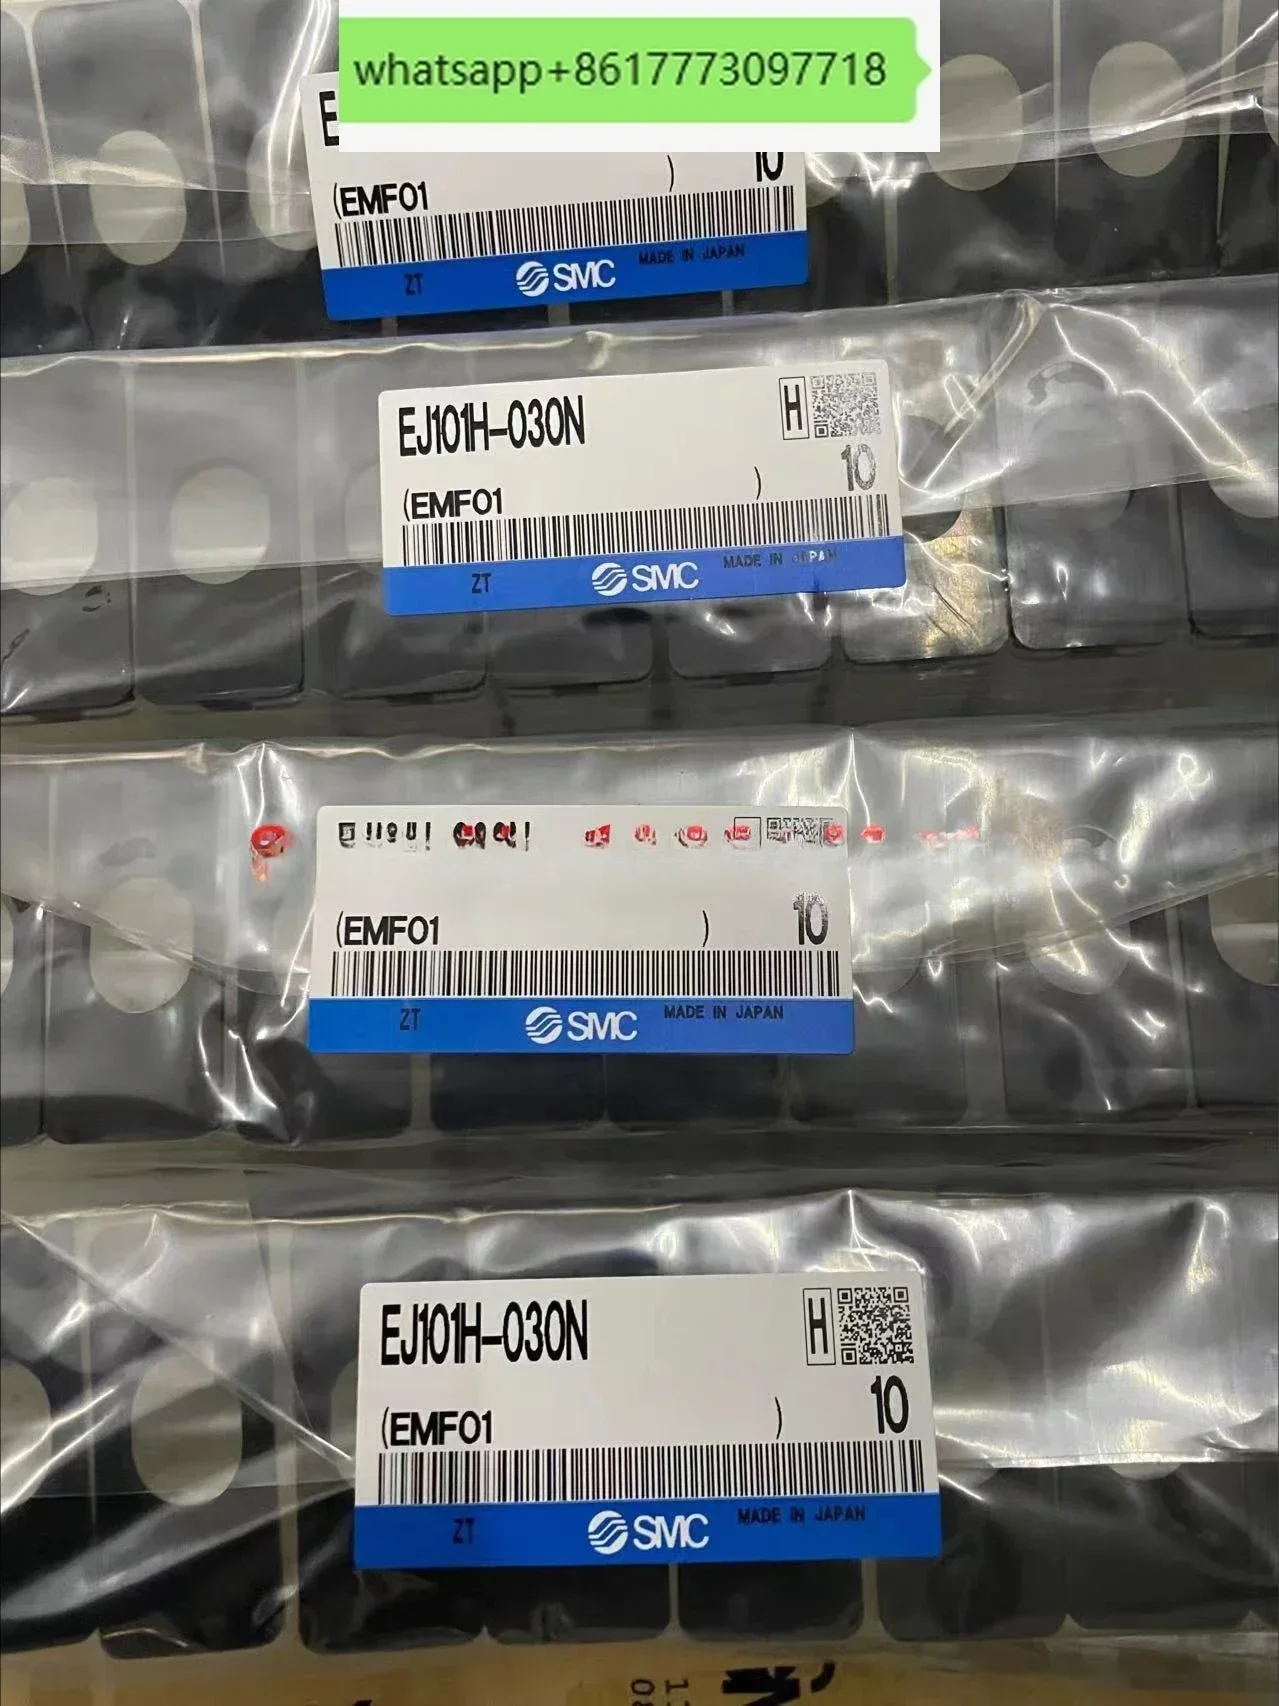 whatsapp+8617773097718
E
10
(EMF01 )
ZT SMC MADE IN JAPAN
EJ101H-030N H
10
(EMF01 )
ZT SMC MADE IN JAPAN
10
(EMF01 )
ZT SMC MADE IN JAPAN
EJ101H-030N H
10
(EMF01 )
ZT SMC MADE IN JAPAN